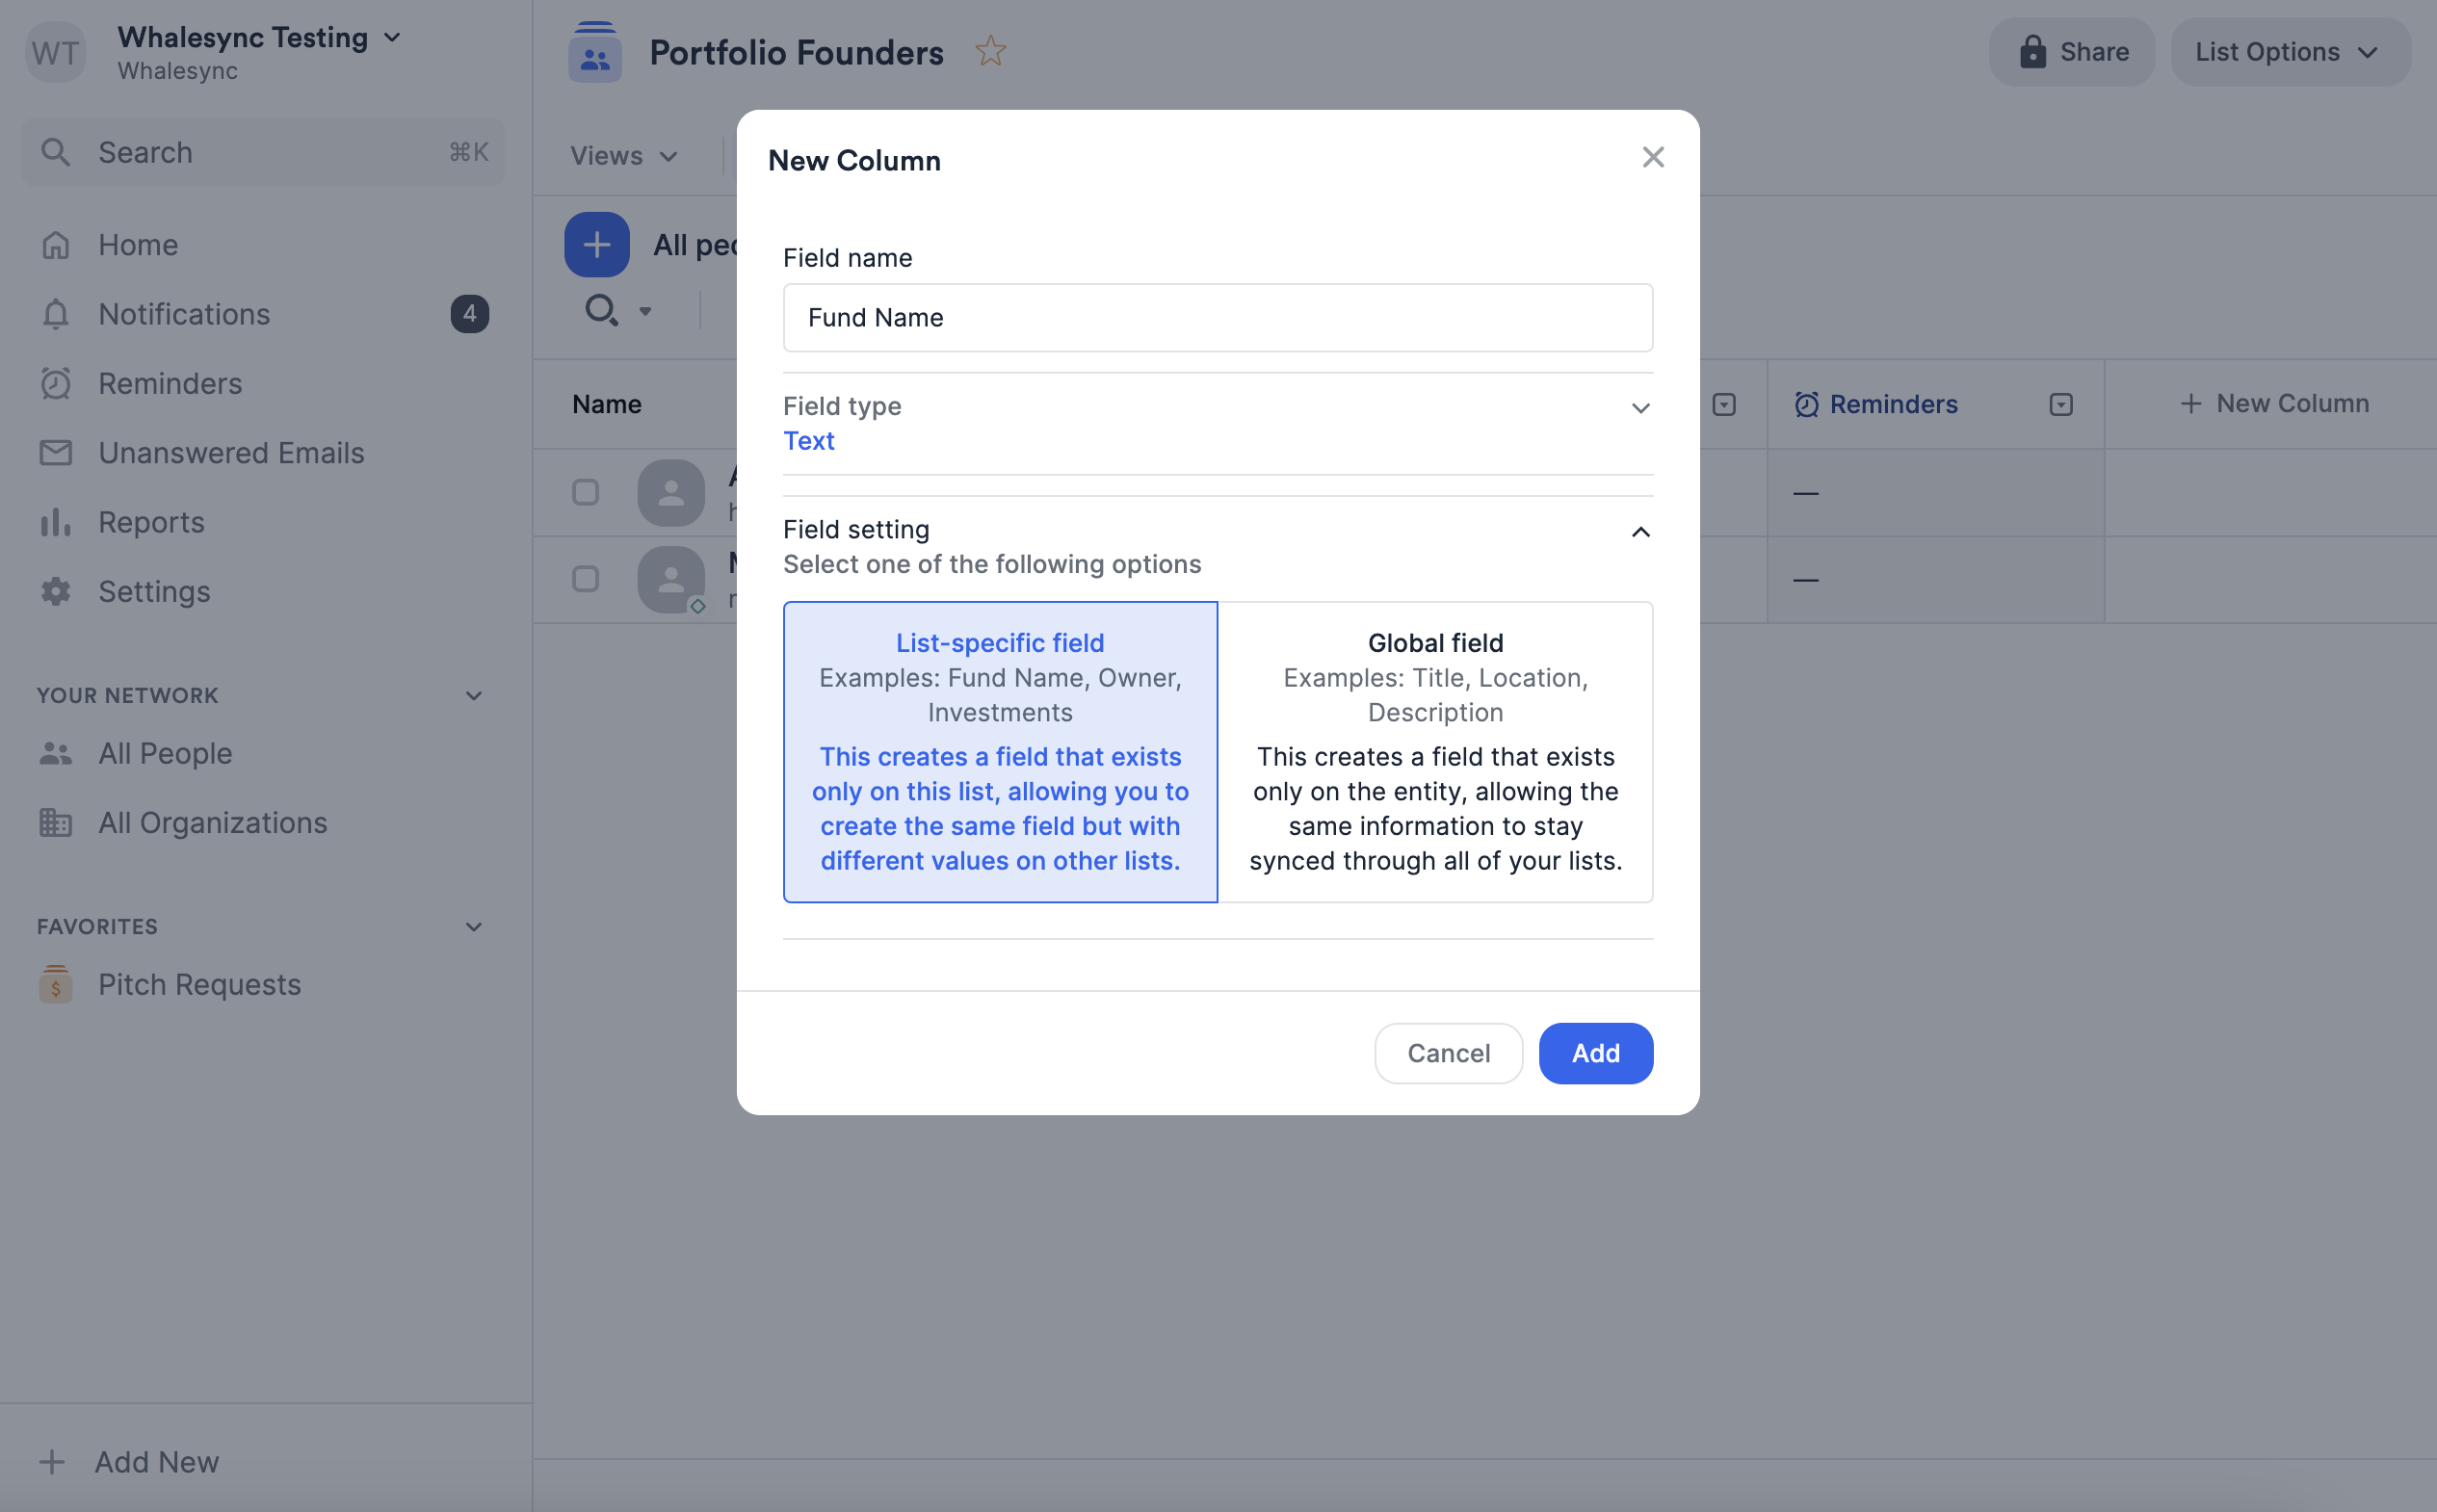 WT
Whalesync Testing
Whalesync
Search ⌘K
Home
Notifications 4
Reminders
Unanswered Emails
Reports
Settings
YOUR NETWORK
All People
All Organizations
FAVORITES
Pitch Requests
Add New
Portfolio Founders
Share
List Options
Views
All peo
Name
Reminders
+ New Column
—
—
New Column
Field name
Fund Name
Field type
Text
Field setting
Select one of the following options
List-specific field
Examples: Fund Name, Owner,
Investments
This creates a field that exists
only on this list, allowing you to
create the same field but with
different values on other lists.
Global field
Examples: Title, Location,
Description
This creates a field that exists
only on the entity, allowing the
same information to stay
synced through all of your lists.
Cancel
Add